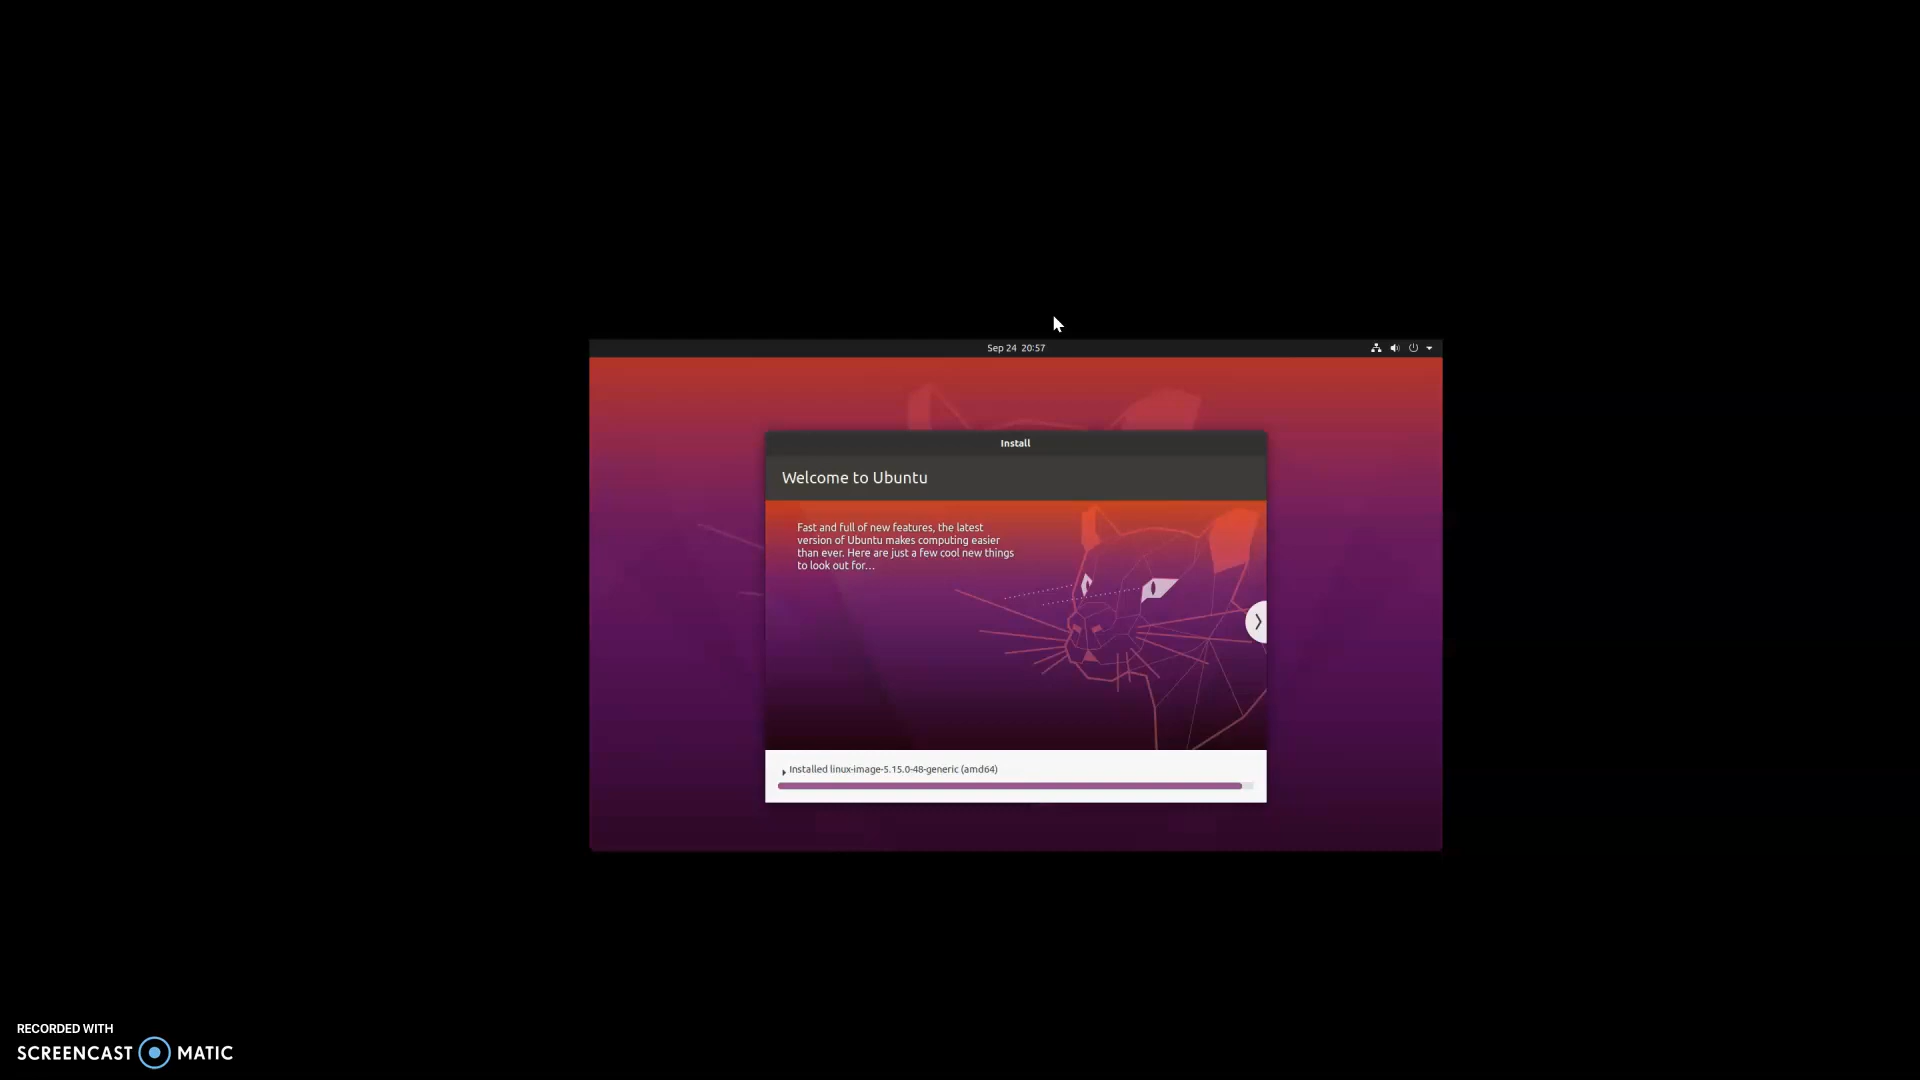 Sep 24 20:57
Install
Welcome to Ubuntu
Fast and full of new features, the latest
version of Ubuntu makes computing easier
than ever. Here are just a few cool new things
to look out for...
Installed linux-image-5.15.0-48-generic (amd64)
RECORDED WITH
SCREENCAST MATIC